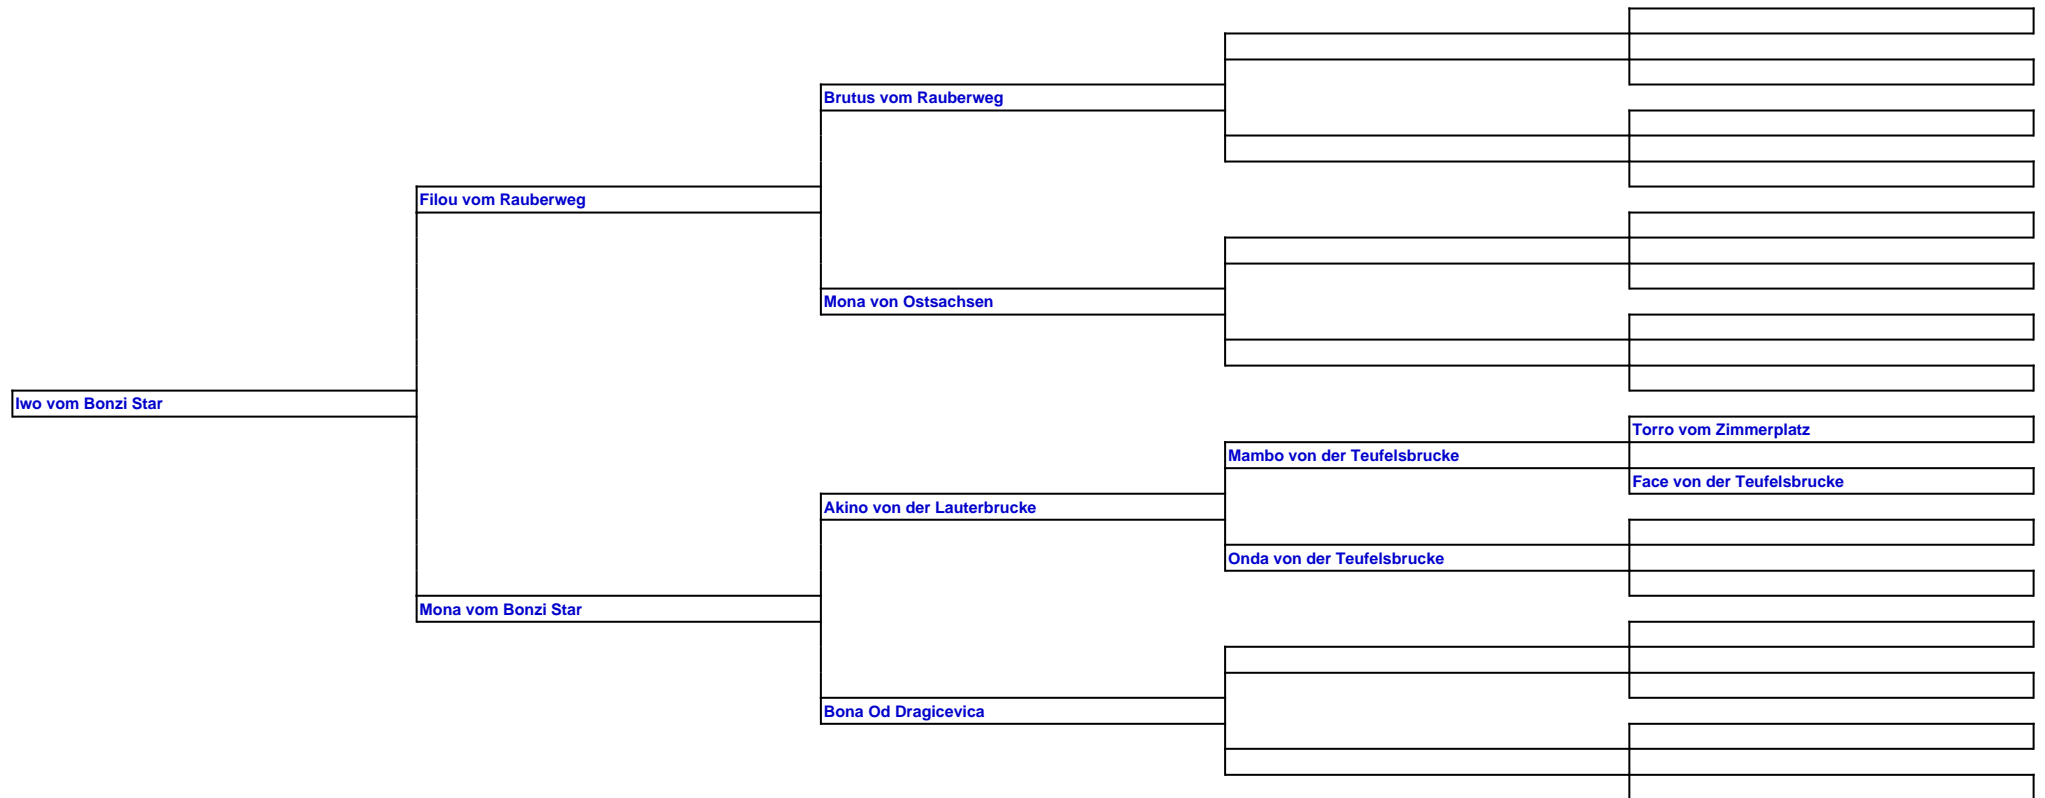 Brutus vom Rauberweg
Filou vom Rauberweg
Mona von Ostsachsen
Iwo vom Bonzi Star
Torro vom Zimmerplatz
Mambo von der Teufelsbrucke
Face von der Teufelsbrucke
Akino von der Lauterbrucke
Onda von der Teufelsbrucke
Mona vom Bonzi Star
Bona Od Dragicevica